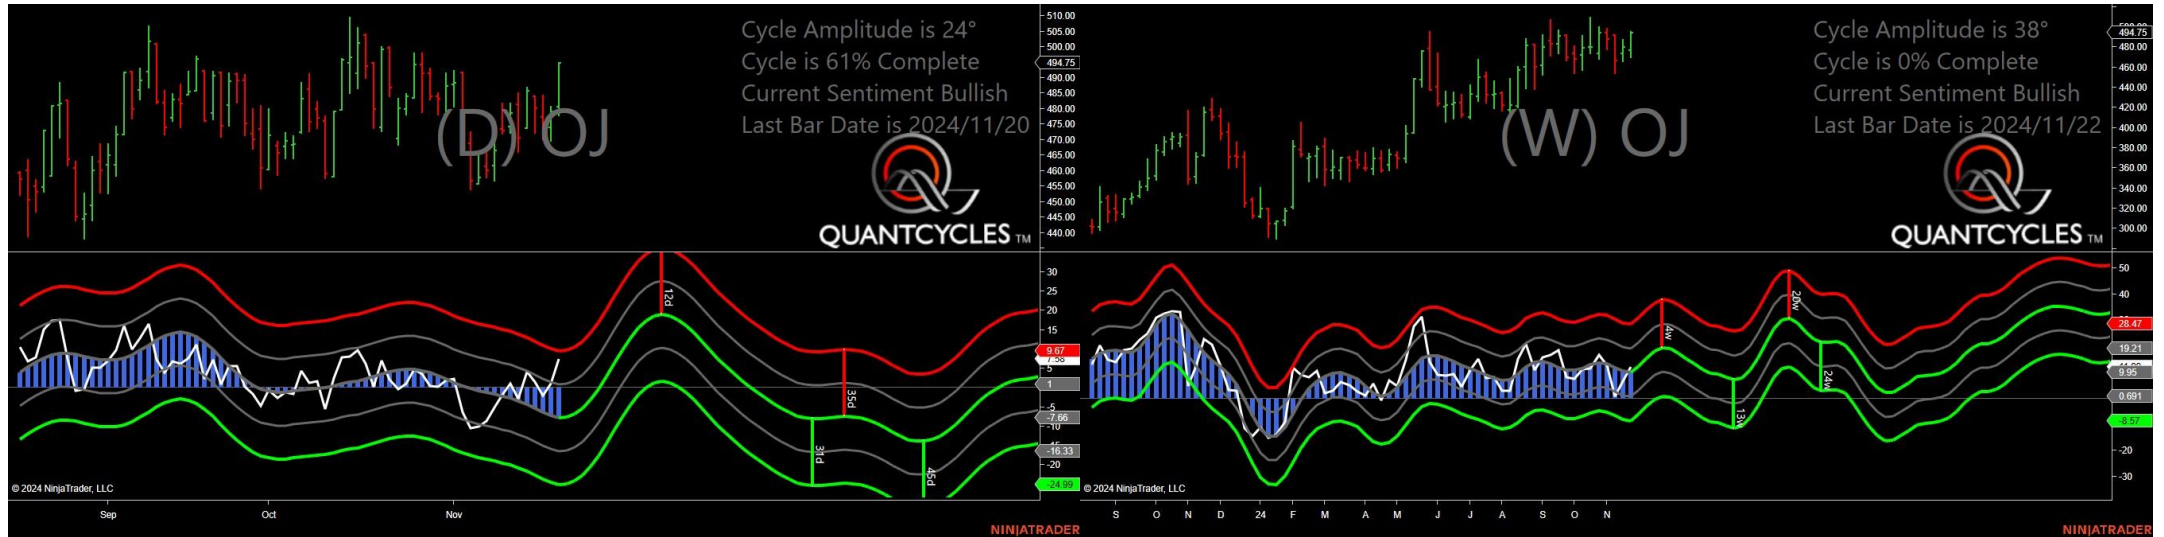 Cycle Amplitude is 24°
Cycle is 61% Complete
Current Sentiment Bullish
Last Bar Date is 2024/11/20
(D) OJ
QUANTCYCLES TM
510.00
505.00
500.00
494.75
490.00
485.00
480.00
475.00
470.00
465.00
460.00
455.00
450.00
445.00
440.00
12d
31d
35d
45d
30
25
20
15
9.67
7.58
5
1
-5
-7.66
-10
-15
-16.33
-20
-24.99
© 2024 NinjaTrader, LLC
Sep Oct Nov
NINJATRADER
Cycle Amplitude is 38°
Cycle is 0% Complete
Current Sentiment Bullish
Last Bar Date is 2024/11/22
(W) OJ
QUANTCYCLES TM
494.75
480.00
460.00
440.00
420.00
400.00
380.00
360.00
340.00
320.00
300.00
4w
13w
20w
24w
50
40
28.47
19.21
9.95
0.691
-8.57
-20
-30
© 2024 NinjaTrader, LLC
S O N D 24 F M A M J J A S O N
NINJATRADER